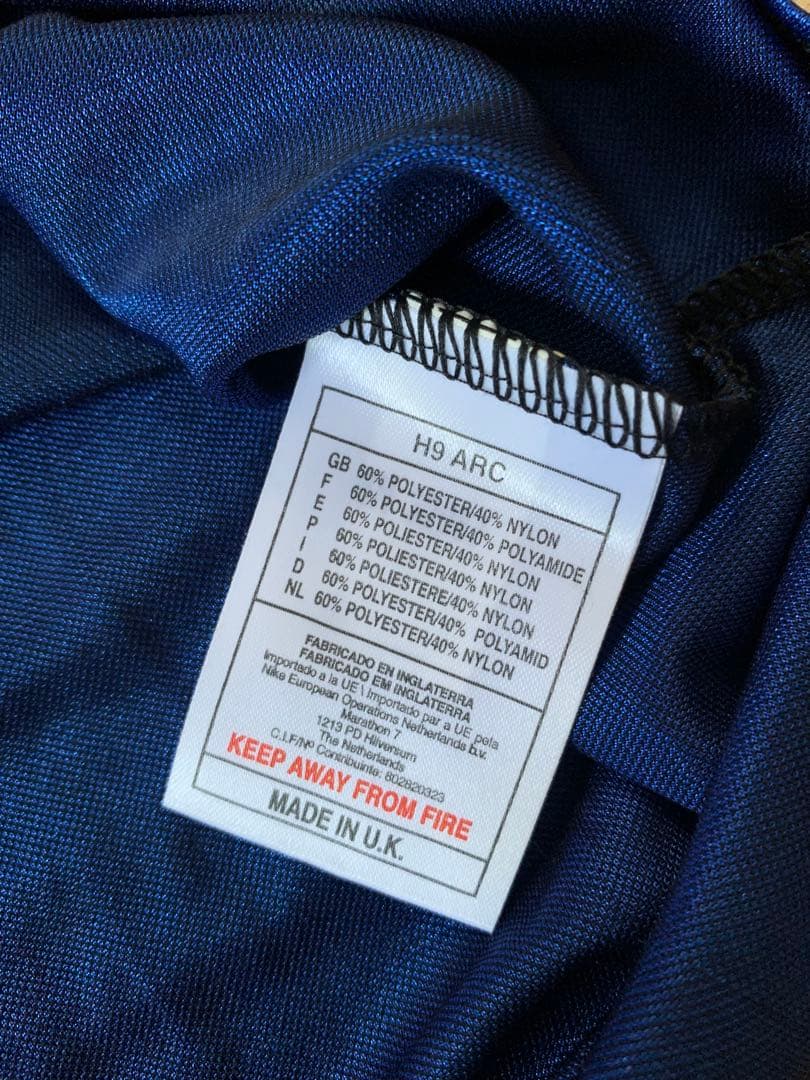 H9 ARC
GB 60% POLYESTER/40% NYLON
F 60% POLYESTER/40% POLYAMIDE
E 60% POLIESTER/40% NYLON
P 60% POLIESTER/40% NYLON
I 60% POLIESTERE/40% NYLON
D 60% POLYESTER/40% POLYAMID
NL 60% POLYESTER/40% NYLON
FABRICADO EN INGLATERRA
FABRICADO EM INGLATERRA
Importado a la UE \ Importado par a UE pela
Nike European Operations Netherlands b.v.
Marathon 7
1213 PD Hilversum
The Netherlands
C.I.F/Nº Contribuinte: 802820323
KEEP AWAY FROM FIRE
MADE IN U.K.